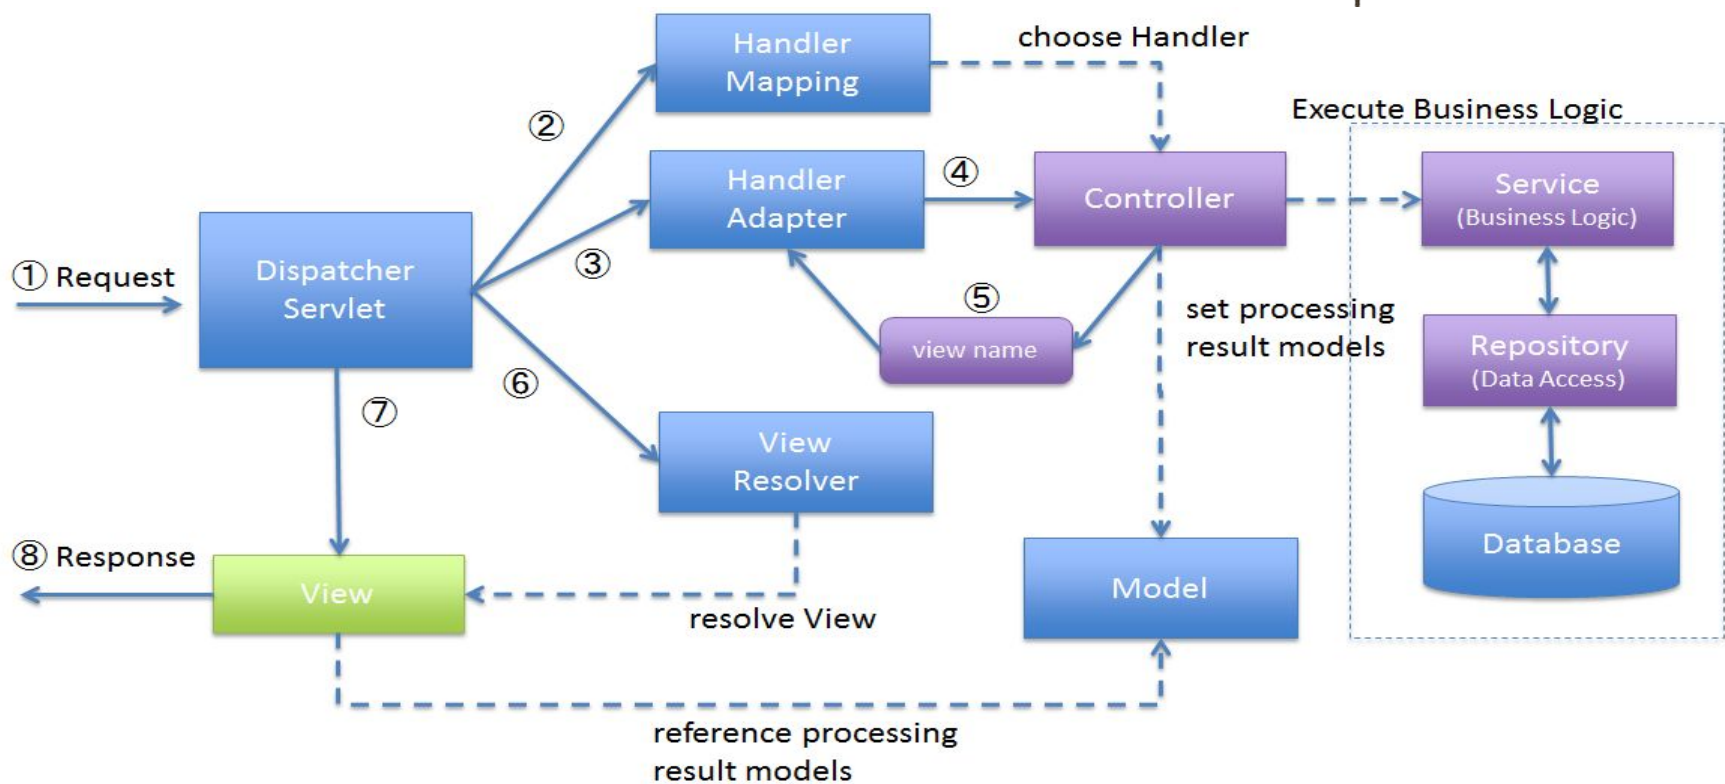 Handler
Mapping
choose Handler
②
Execute Business Logic
Handler
Adapter
④
Controller
Service
(Business Logic)
① Request
Dispatcher
Servlet
③
⑤
view name
set processing
result models
Repository
(Data Access)
⑥
⑦
View
Resolver
Database
⑧ Response
View
resolve View
Model
reference processing
result models